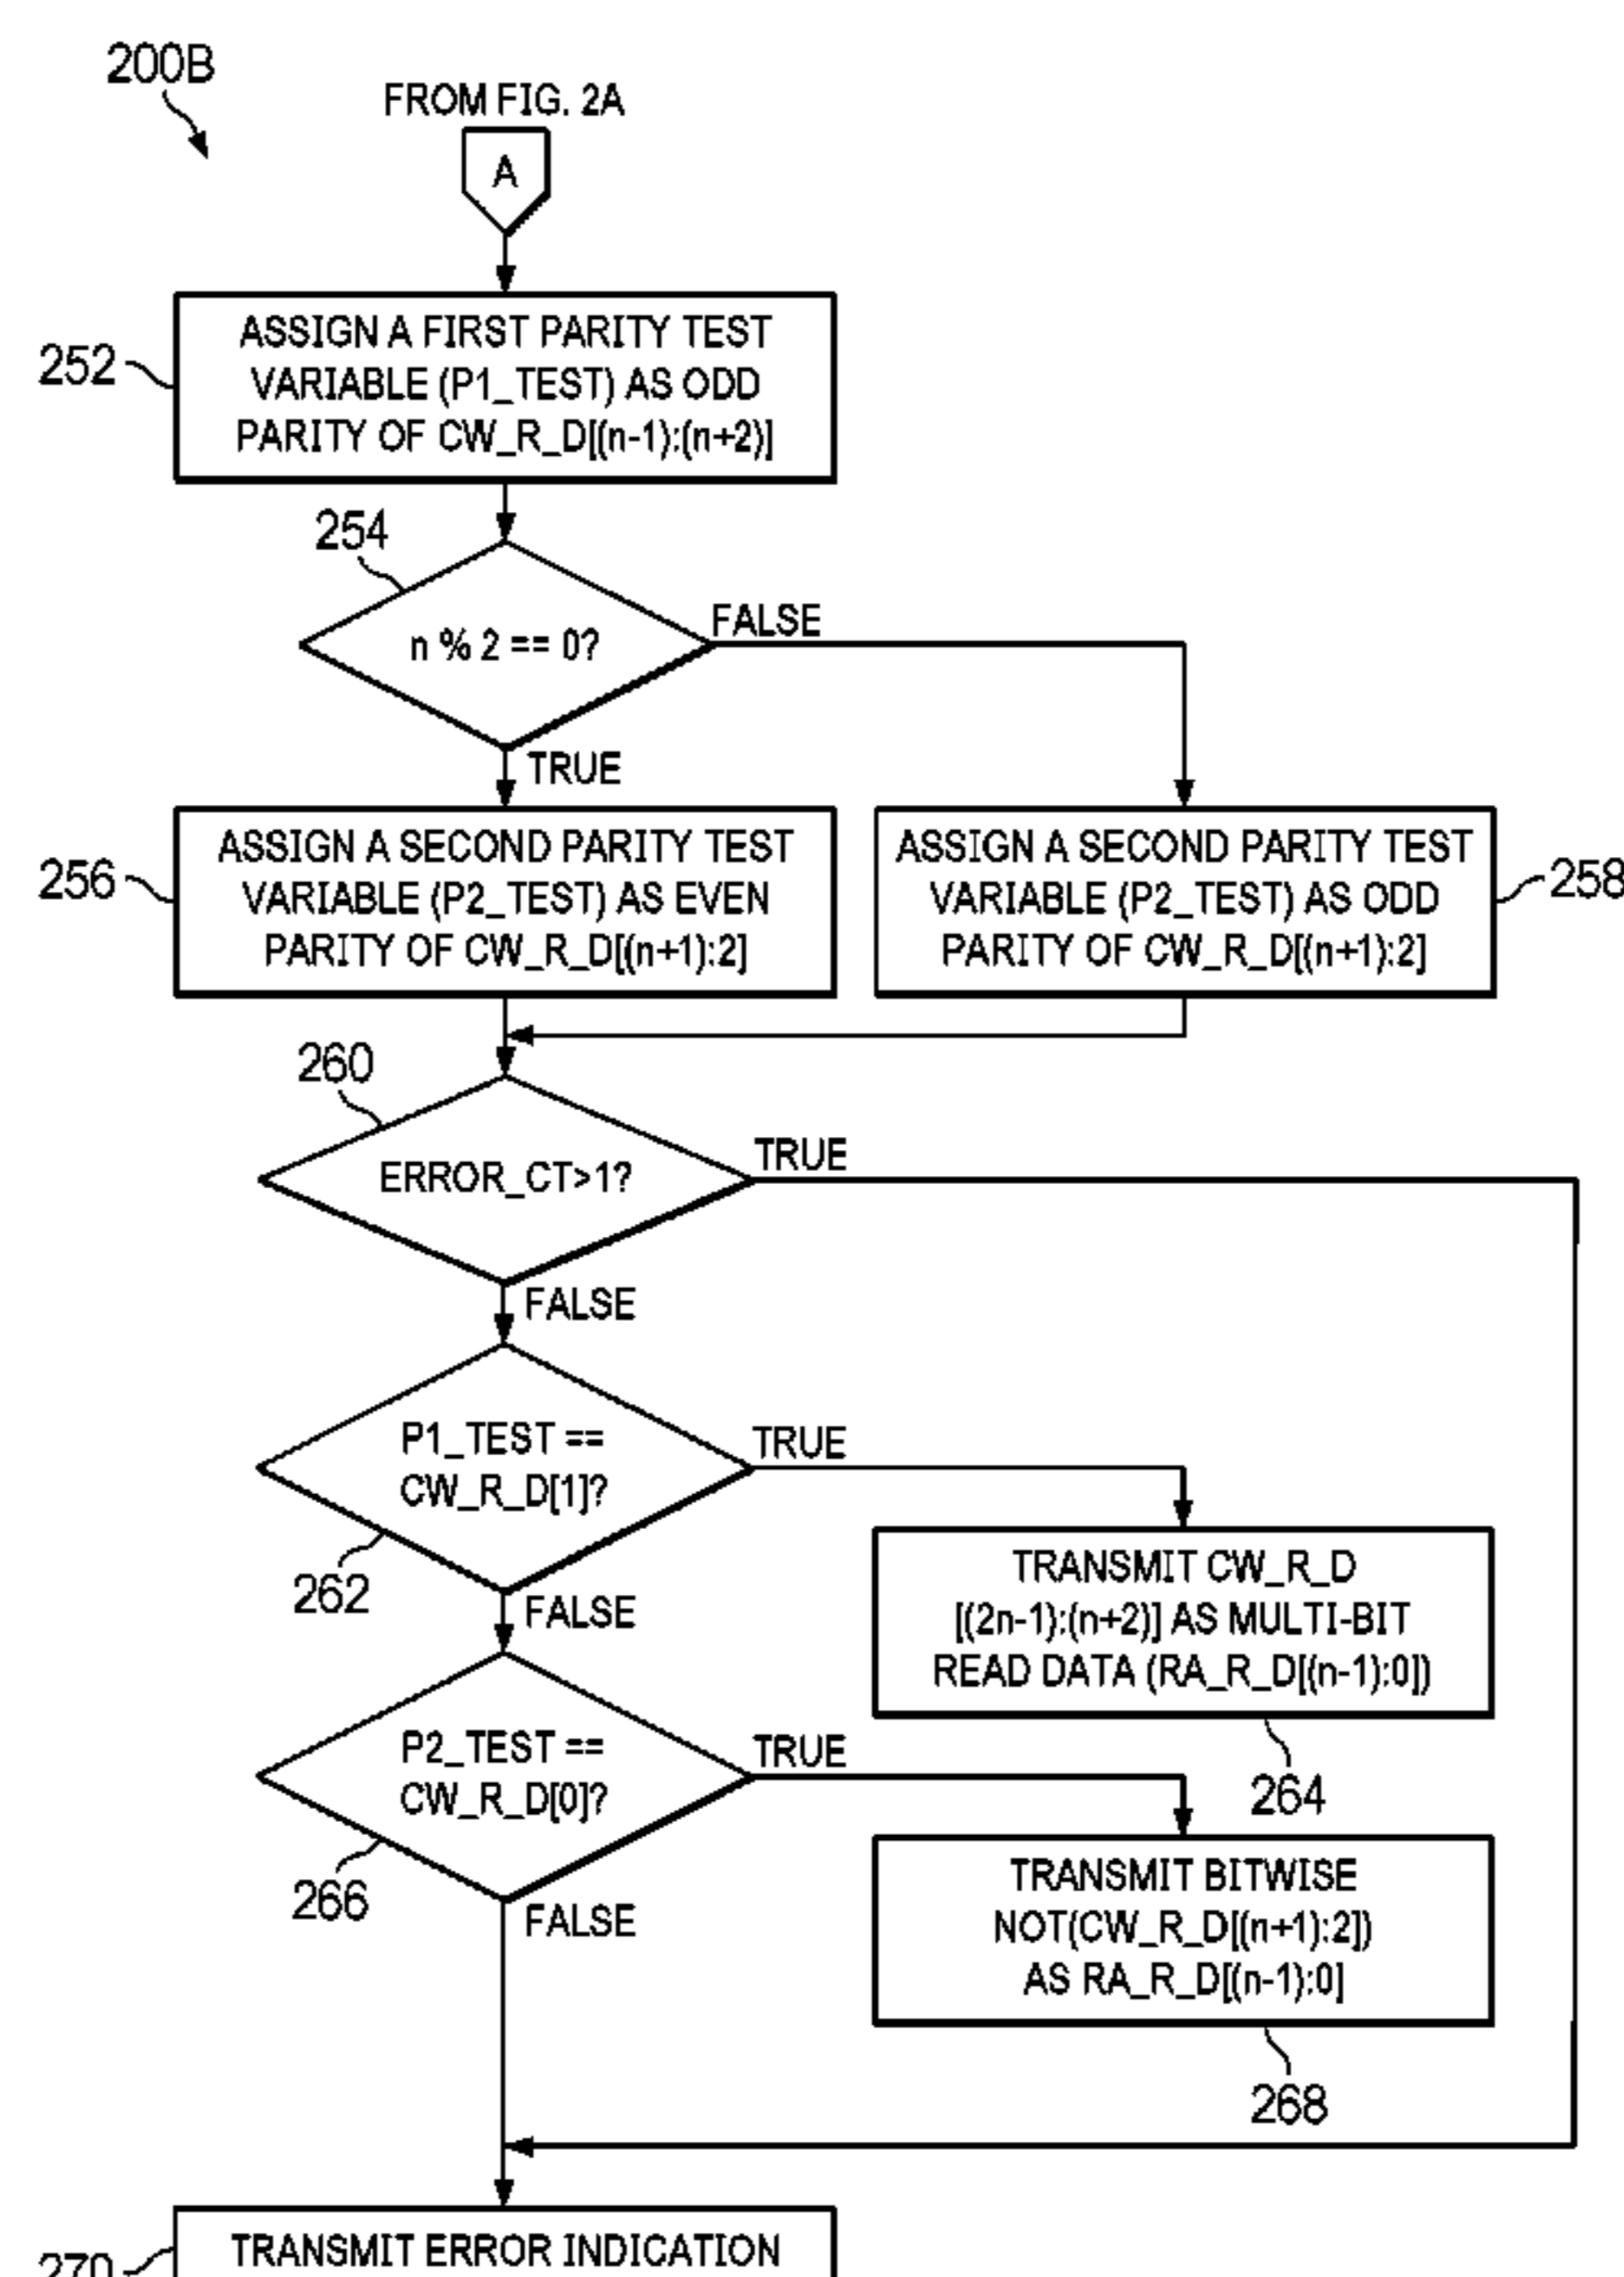 200B
FROM FIG. 2A
A
252
ASSIGN A FIRST PARITY TEST
VARIABLE (P1_TEST) AS ODD
PARITY OF CW_R_D[(n-1):(n+2)]
254
n % 2 == 0?
FALSE
TRUE
256
ASSIGN A SECOND PARITY TEST
VARIABLE (P2_TEST) AS EVEN
PARITY OF CW_R_D[(n+1):2]
ASSIGN A SECOND PARITY TEST
VARIABLE (P2_TEST) AS ODD
PARITY OF CW_R_D[(n+1):2]
258
260
ERROR_CT>1?
TRUE
FALSE
P1_TEST ==
CW_R_D[1]?
TRUE
262
FALSE
TRANSMIT CW_R_D
[(2n-1):(n+2)] AS MULTI-BIT
READ DATA (RA_R_D[(n-1):0])
264
P2_TEST ==
CW_R_D[0]?
TRUE
266
FALSE
TRANSMIT BITWISE
NOT(CW_R_D[(n+1):2])
AS RA_R_D[(n-1):0]
268
270
TRANSMIT ERROR INDICATION